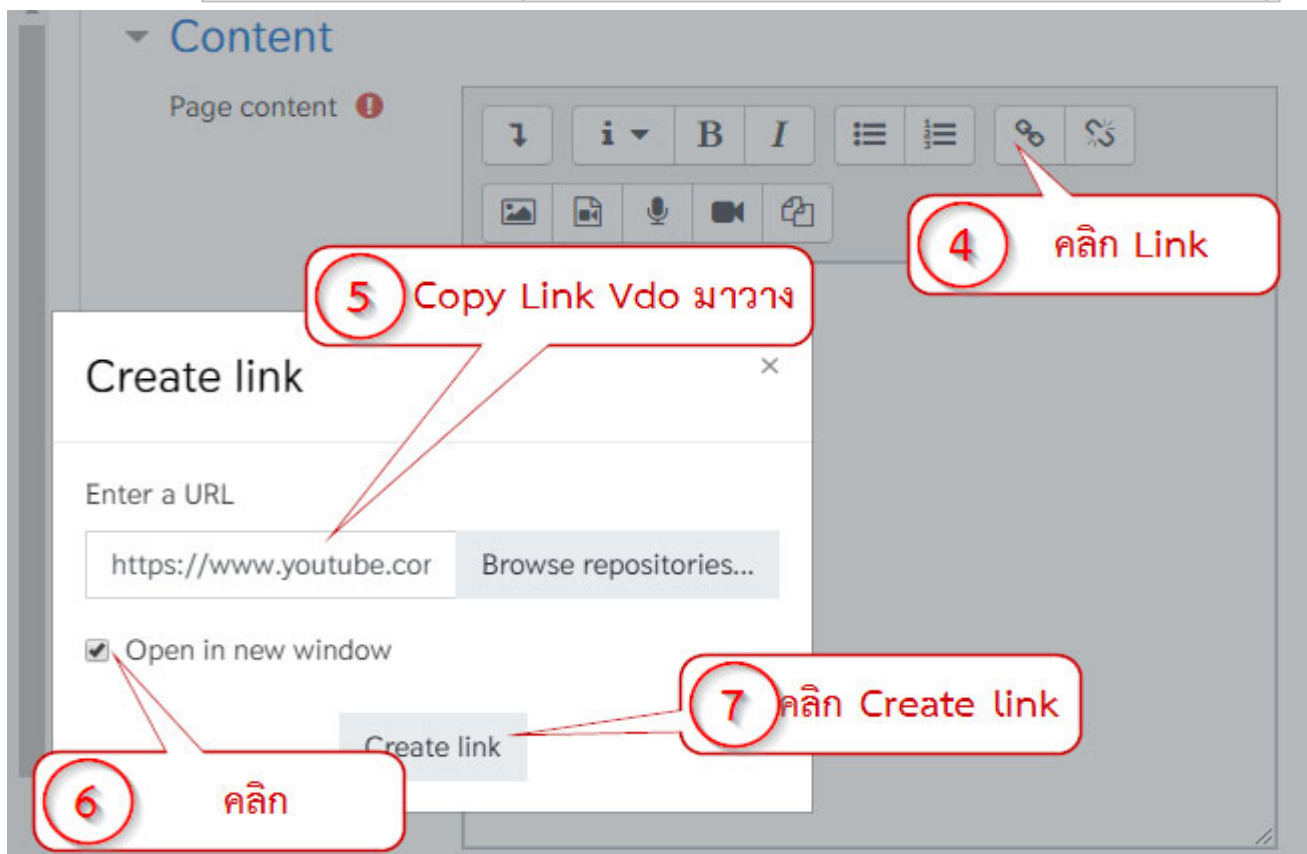 Content
Page content
i B I
4 คลิก Link
5 Copy Link Vdo มาวาง
Create link ×
Enter a URL
https://www.youtube.cor Browse repositories...
Open in new window
7 คลิก Create link
Create link
6 คลิก